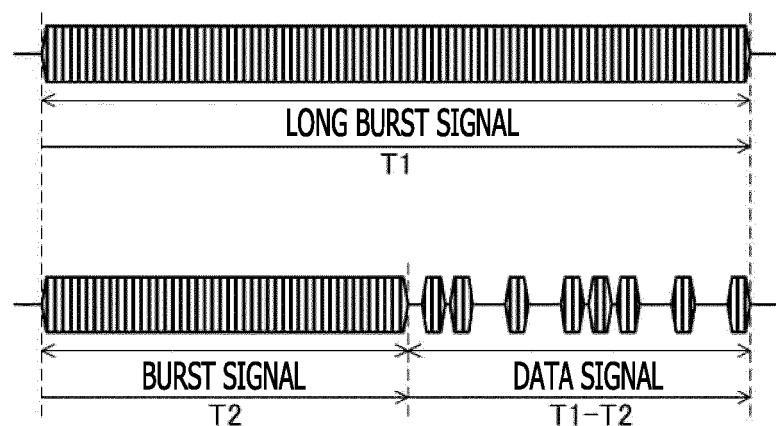 LONG BURST SIGNAL
T1
BURST SIGNAL
DATA SIGNAL
T2
T1-T2